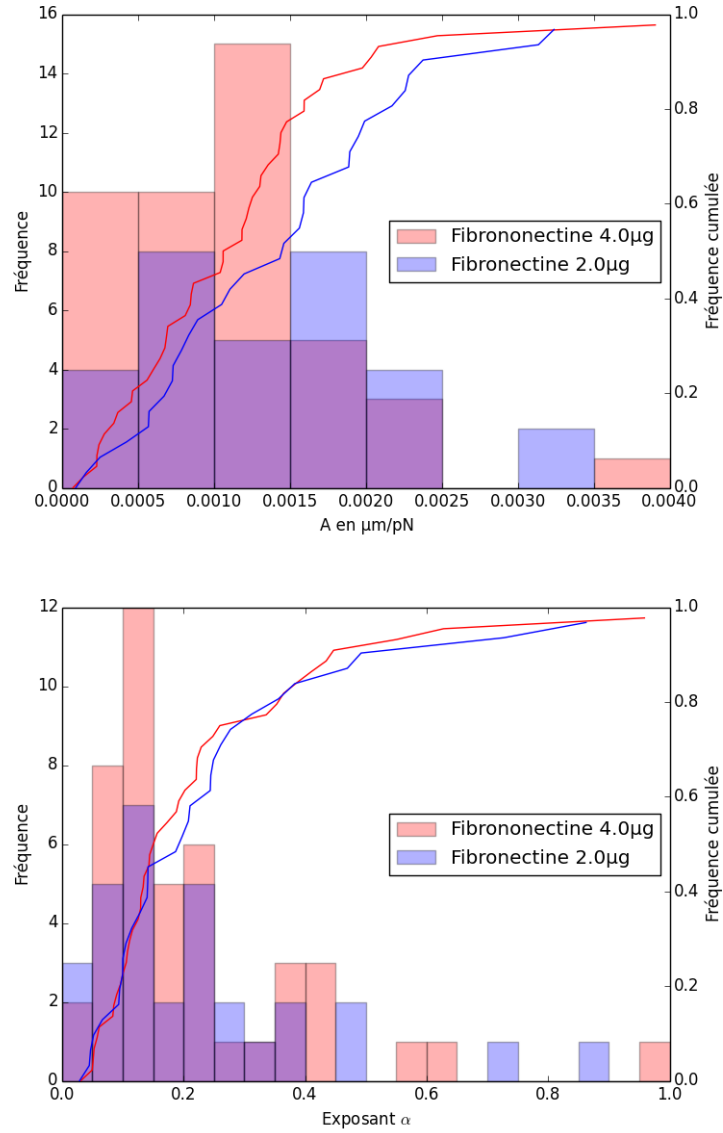 16
14
12
10
8
6
4
2
0
Fréquence
1.0
0.8
0.6
0.4
0.2
0.0
Fréquence cumulée
Fibrononectine 4.0µg
Fibronectine 2.0µg
0.0000 0.0005 0.0010 0.0015 0.0020 0.0025 0.0030 0.0035 0.0040
A en µm/pN
12
10
8
6
4
2
0
Fréquence
1.0
0.8
0.6
0.4
0.2
0.0
Fréquence cumulée
Fibrononectine 4.0µg
Fibronectine 2.0µg
0.0 0.2 0.4 0.6 0.8 1.0
Exposant α